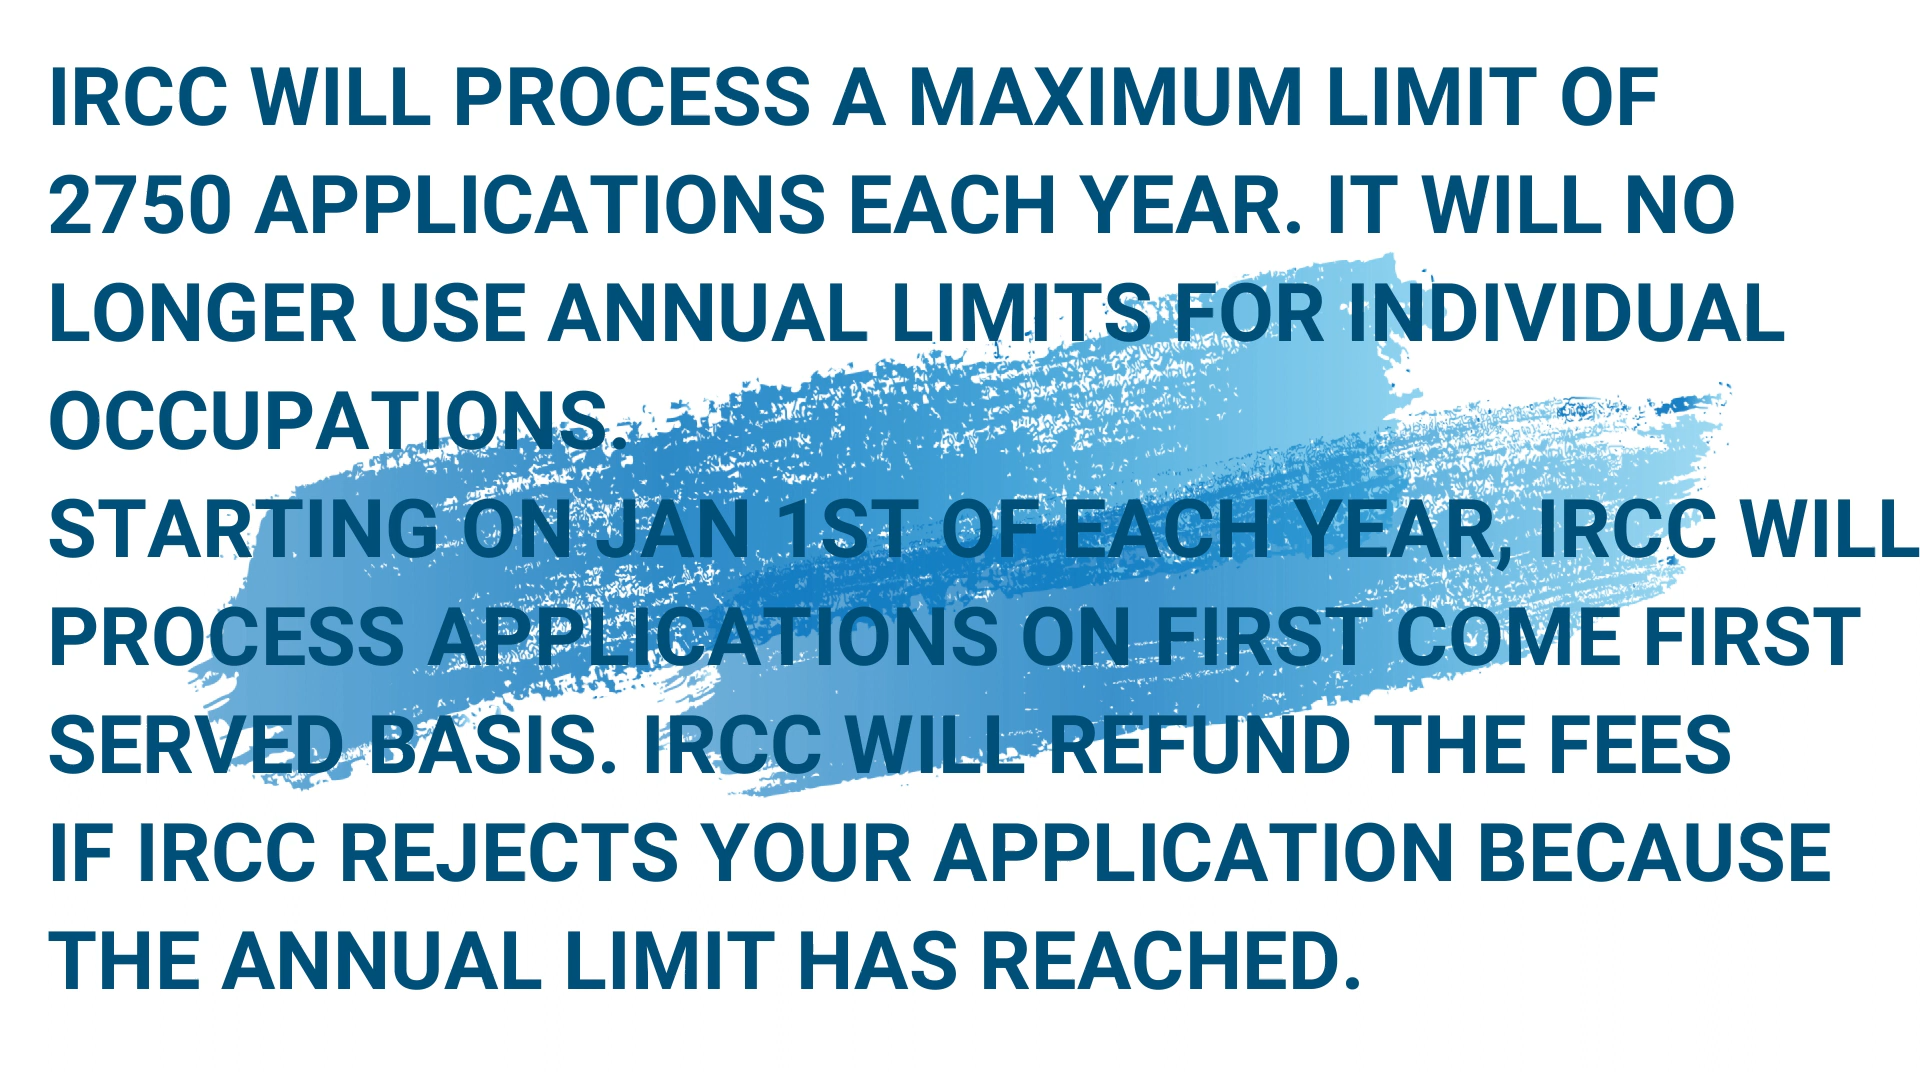 IRCC WILL PROCESS A MAXIMUM LIMIT OF
2750 APPLICATIONS EACH YEAR. IT WILL NO
LONGER USE ANNUAL LIMITS FOR INDIVIDUAL
OCCUPATIONS.
STARTING ON JAN 1ST OF EACH YEAR, IRCC WILL
PROCESS APPLICATIONS ON FIRST COME FIRST
SERVED BASIS. IRCC WILL REFUND THE FEES
IF IRCC REJECTS YOUR APPLICATION BECAUSE
THE ANNUAL LIMIT HAS REACHED.